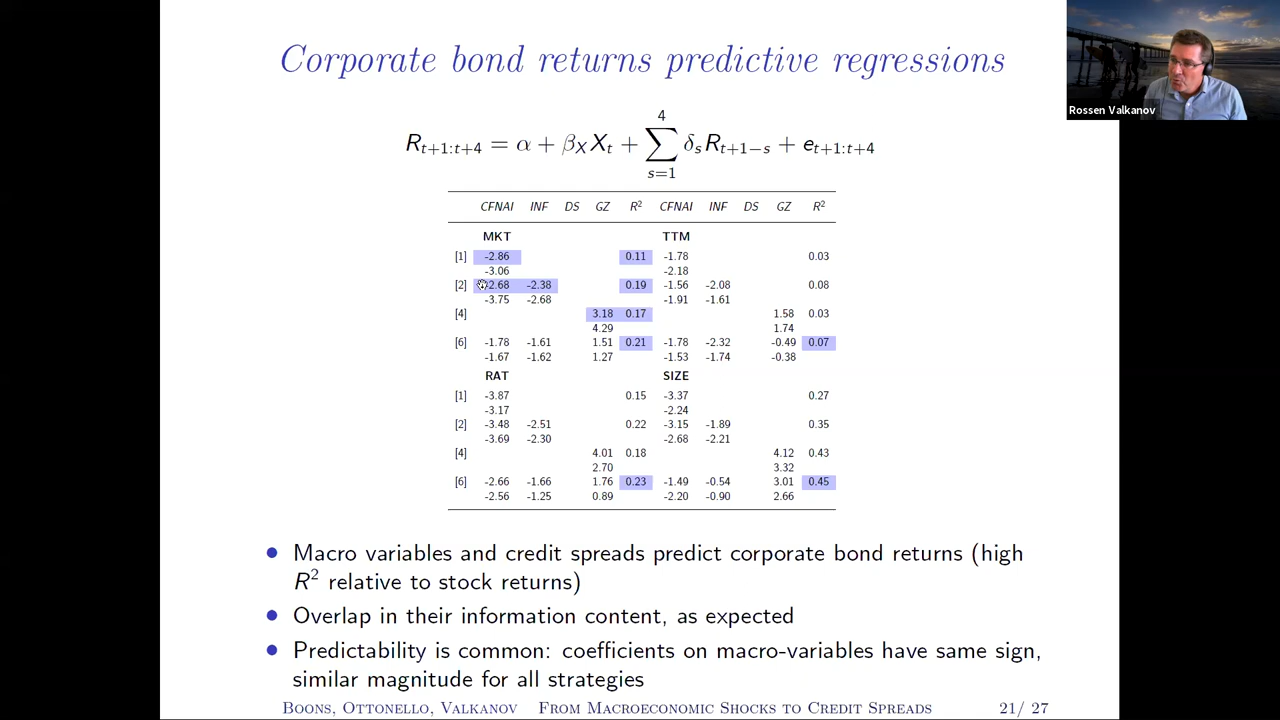 Corporate bond returns predictive regressions
Rossen Valkanov
R_{t+1:t+4} = α + β_X X_t + ∑_{s=1}^{4} δ_s R_{t+1−s} + e_{t+1:t+4}
CFNAI INF DS GZ R² CFNAI INF DS GZ R²
MKT TTM
[1] -2.86 0.11 -1.78 0.03
-3.06 -2.18
[2] -2.68 -2.38 0.19 -1.56 -2.08 0.08
-3.75 -2.68 -1.91 -1.61
[4] 3.18 0.17 1.58 0.03
4.29 1.74
[6] -1.78 -1.61 1.51 0.21 -1.78 -2.32 -0.49 0.07
-1.67 -1.62 1.27 -1.53 -1.74 -0.38
RAT SIZE
[1] -3.87 0.15 -3.37 0.27
-3.17 -2.24
[2] -3.48 -2.51 0.22 -3.15 -1.89 0.35
-3.69 -2.30 -2.68 -2.21
[4] 4.01 0.18 4.12 0.43
2.70 3.32
[6] -2.66 -1.66 1.76 0.23 -1.49 -0.54 3.01 0.45
-2.56 -1.25 0.89 -2.20 -0.90 2.66
• Macro variables and credit spreads predict corporate bond returns (high
R² relative to stock returns)
• Overlap in their information content, as expected
• Predictability is common: coefficients on macro-variables have same sign,
similar magnitude for all strategies
Boons, Ottonello, Valkanov From Macroeconomic Shocks to Credit Spreads 21/ 27